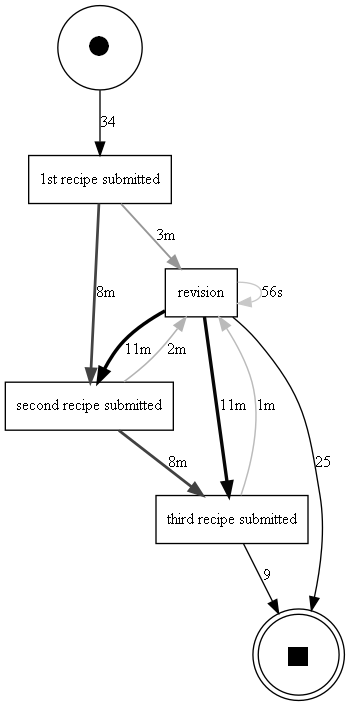 34
1st recipe submitted
3m
8m
revision
56s
11m
2m
second recipe submitted
11m
1m
8m
25
third recipe submitted
9